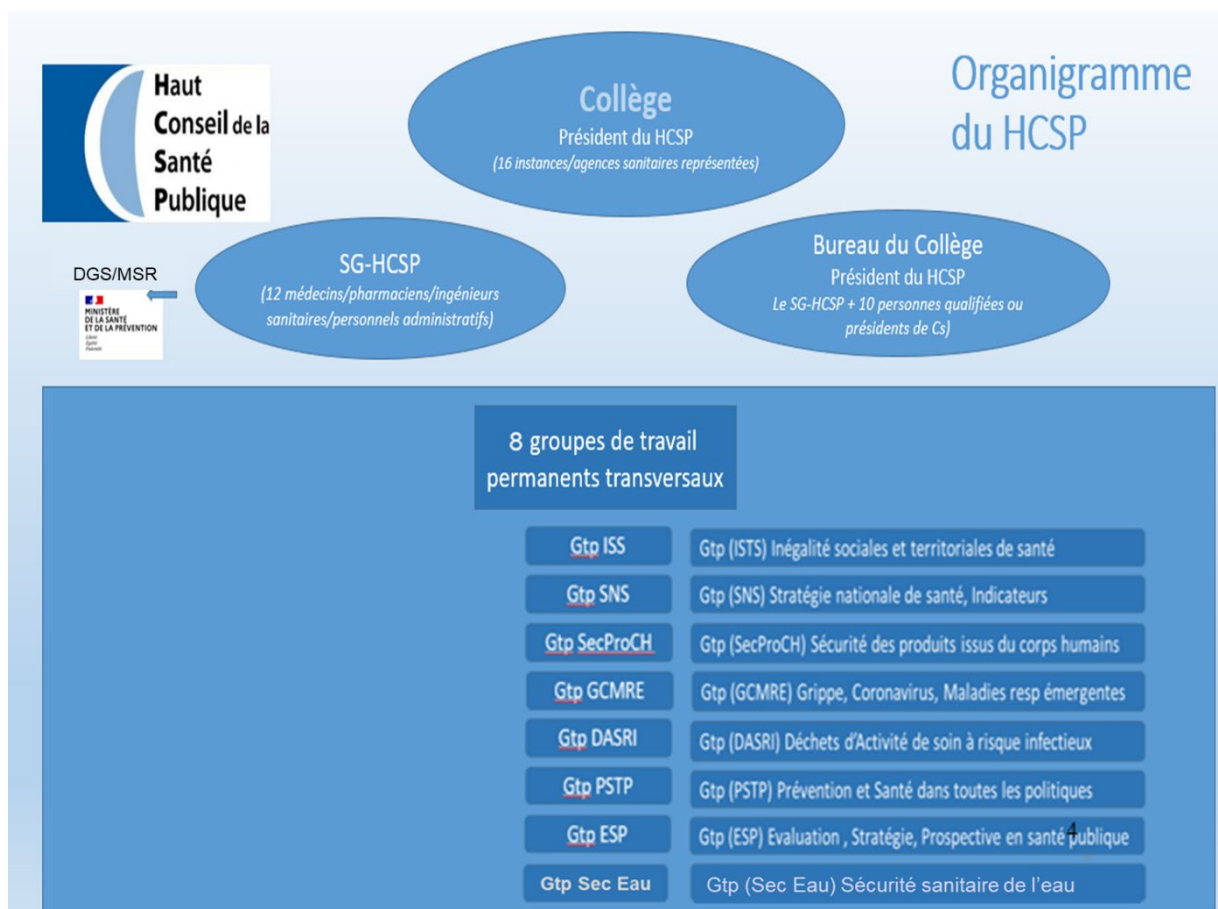 Haut
Conseil de la
Santé
Publique
Collège
Président du HCSP
(16 instances/agences sanitaires représentées)
Organigramme
du HCSP
DGS/MSR
MINISTÈRE
DE LA SANTÉ
ET DE LA PRÉVENTION
Liberté
Égalité
Fraternité
SG-HCSP
(12 médecins/pharmaciens/ingénieurs
sanitaires/personnels administratifs)
Bureau du Collège
Président du HCSP
Le SG-HCSP + 10 personnes qualifiées ou
présidents de Cs)
8 groupes de travail
permanents transversaux
Gtp ISS
Gtp (ISTS) Inégalité sociales et territoriales de santé
Gtp SNS
Gtp (SNS) Stratégie nationale de santé, Indicateurs
Gtp SecProCH
Gtp (SecProCH) Sécurité des produits issus du corps humains
Gtp GCMRE
Gtp (GCMRE) Grippe, Coronavirus, Maladies resp émergentes
Gtp DASRI
Gtp (DASRI) Déchets d'Activité de soin à risque infectieux
Gtp PSTP
Gtp (PSTP) Prévention et Santé dans toutes les politiques
Gtp ESP
Gtp (ESP) Evaluation , Stratégie, Prospective en santé publique
4
Gtp Sec Eau
Gtp (Sec Eau) Sécurité sanitaire de l'eau